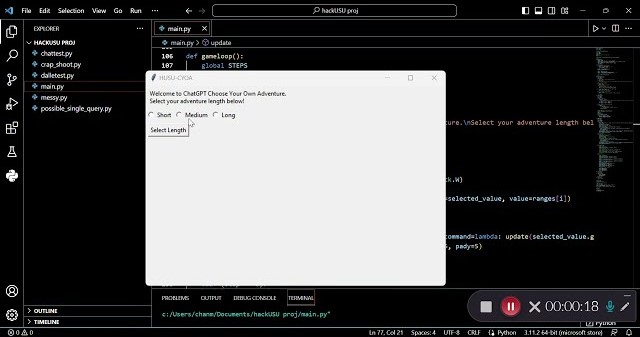 File Edit Selection View Go Run ...
hackUSU proj
EXPLORER
HACKUSU PROJ
chattest.py
crap_shoot.py
dalletest.py
main.py
messy.py
possible_single_query.py
main.py
main.py > update
106 def gameloop():
107 global STEPS
HUSU-CYOA
Welcome to ChatGPT Choose Your Own Adventure.
Select your adventure length below!
Short Medium Long
Select Length
ture.\nSelect your adventure length bel
ck.W)
=selected_value, value=ranges[i])
command=lambda: update(selected_value.g
5, pady=5)
PROBLEMS OUTPUT DEBUG CONSOLE TERMINAL
c:/Users/chanm/Documents/hackUSU proj/main.py"
00:00:18
Python
OUTLINE
TIMELINE
0 0 Ln 77, Col 21 Spaces: 4 UTF-8 CRLF Python 3.11.2 64-bit (microsoft store)